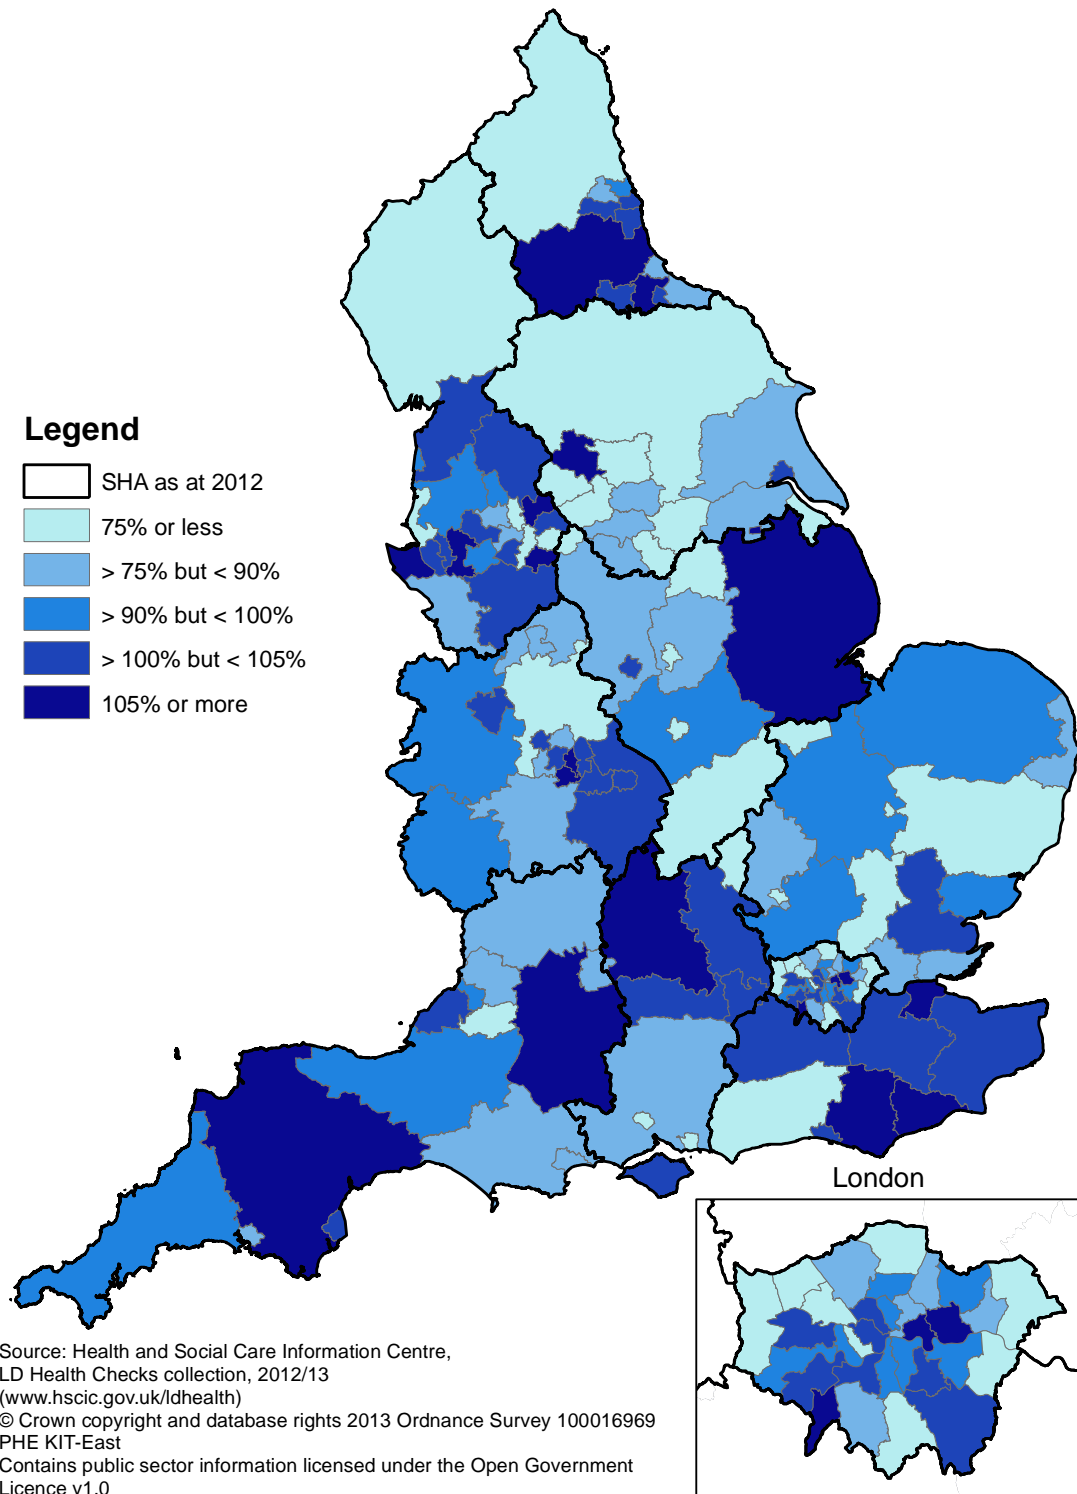 Legend
SHA as at 2012
75% or less
> 75% but < 90%
> 90% but < 100%
> 100% but < 105%
105% or more
London
Source: Health and Social Care Information Centre,
LD Health Checks collection, 2012/13
(www.hscic.gov.uk/ldhealth)
© Crown copyright and database rights 2013 Ordnance Survey 100016969
PHE KIT-East
Contains public sector information licensed under the Open Government
Licence v1.0